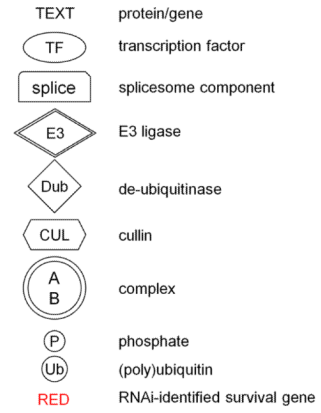 TEXT protein/gene
TF transcription factor
splice splicesome component
E3 E3 ligase
Dub de-ubiquitinase
CUL cullin
A
B complex
P phosphate
Ub (poly)ubiquitin
RED RNAi-identified survival gene